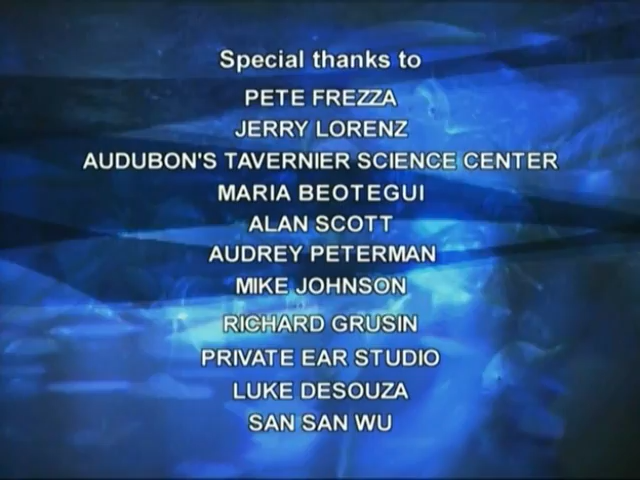 Special thanks to
PETE FREZZA
JERRY LORENZ
AUDUBON'S TAVERNIER SCIENCE CENTER
MARIA BEOTEGUI
ALAN SCOTT
AUDREY PETERMAN
MIKE JOHNSON
RICHARD GRUSIN
PRIVATE EAR STUDIO
LUKE DESOUZA
SAN SAN WU